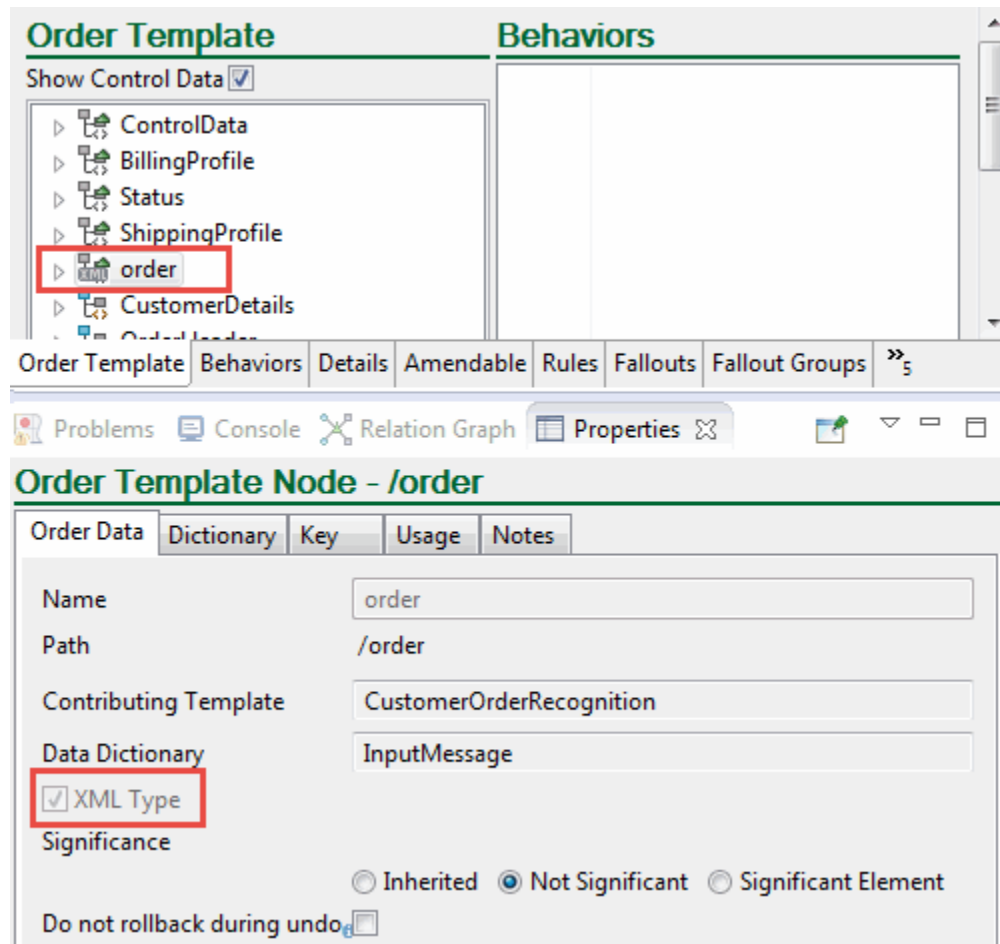 Order Template Behaviors
Show Control Data
ControlData
BillingProfile
Status
ShippingProfile
XML order
CustomerDetails
OrderHeader
Order Template Behaviors Details Amendable Rules Fallouts Fallout Groups »5
Problems Console Relation Graph Properties
Order Template Node - /order
Order Data Dictionary Key Usage Notes
Name order
Path /order
Contributing Template CustomerOrderRecognition
Data Dictionary InputMessage
XML Type
Significance
Inherited Not Significant Significant Element
Do not rollback during undo